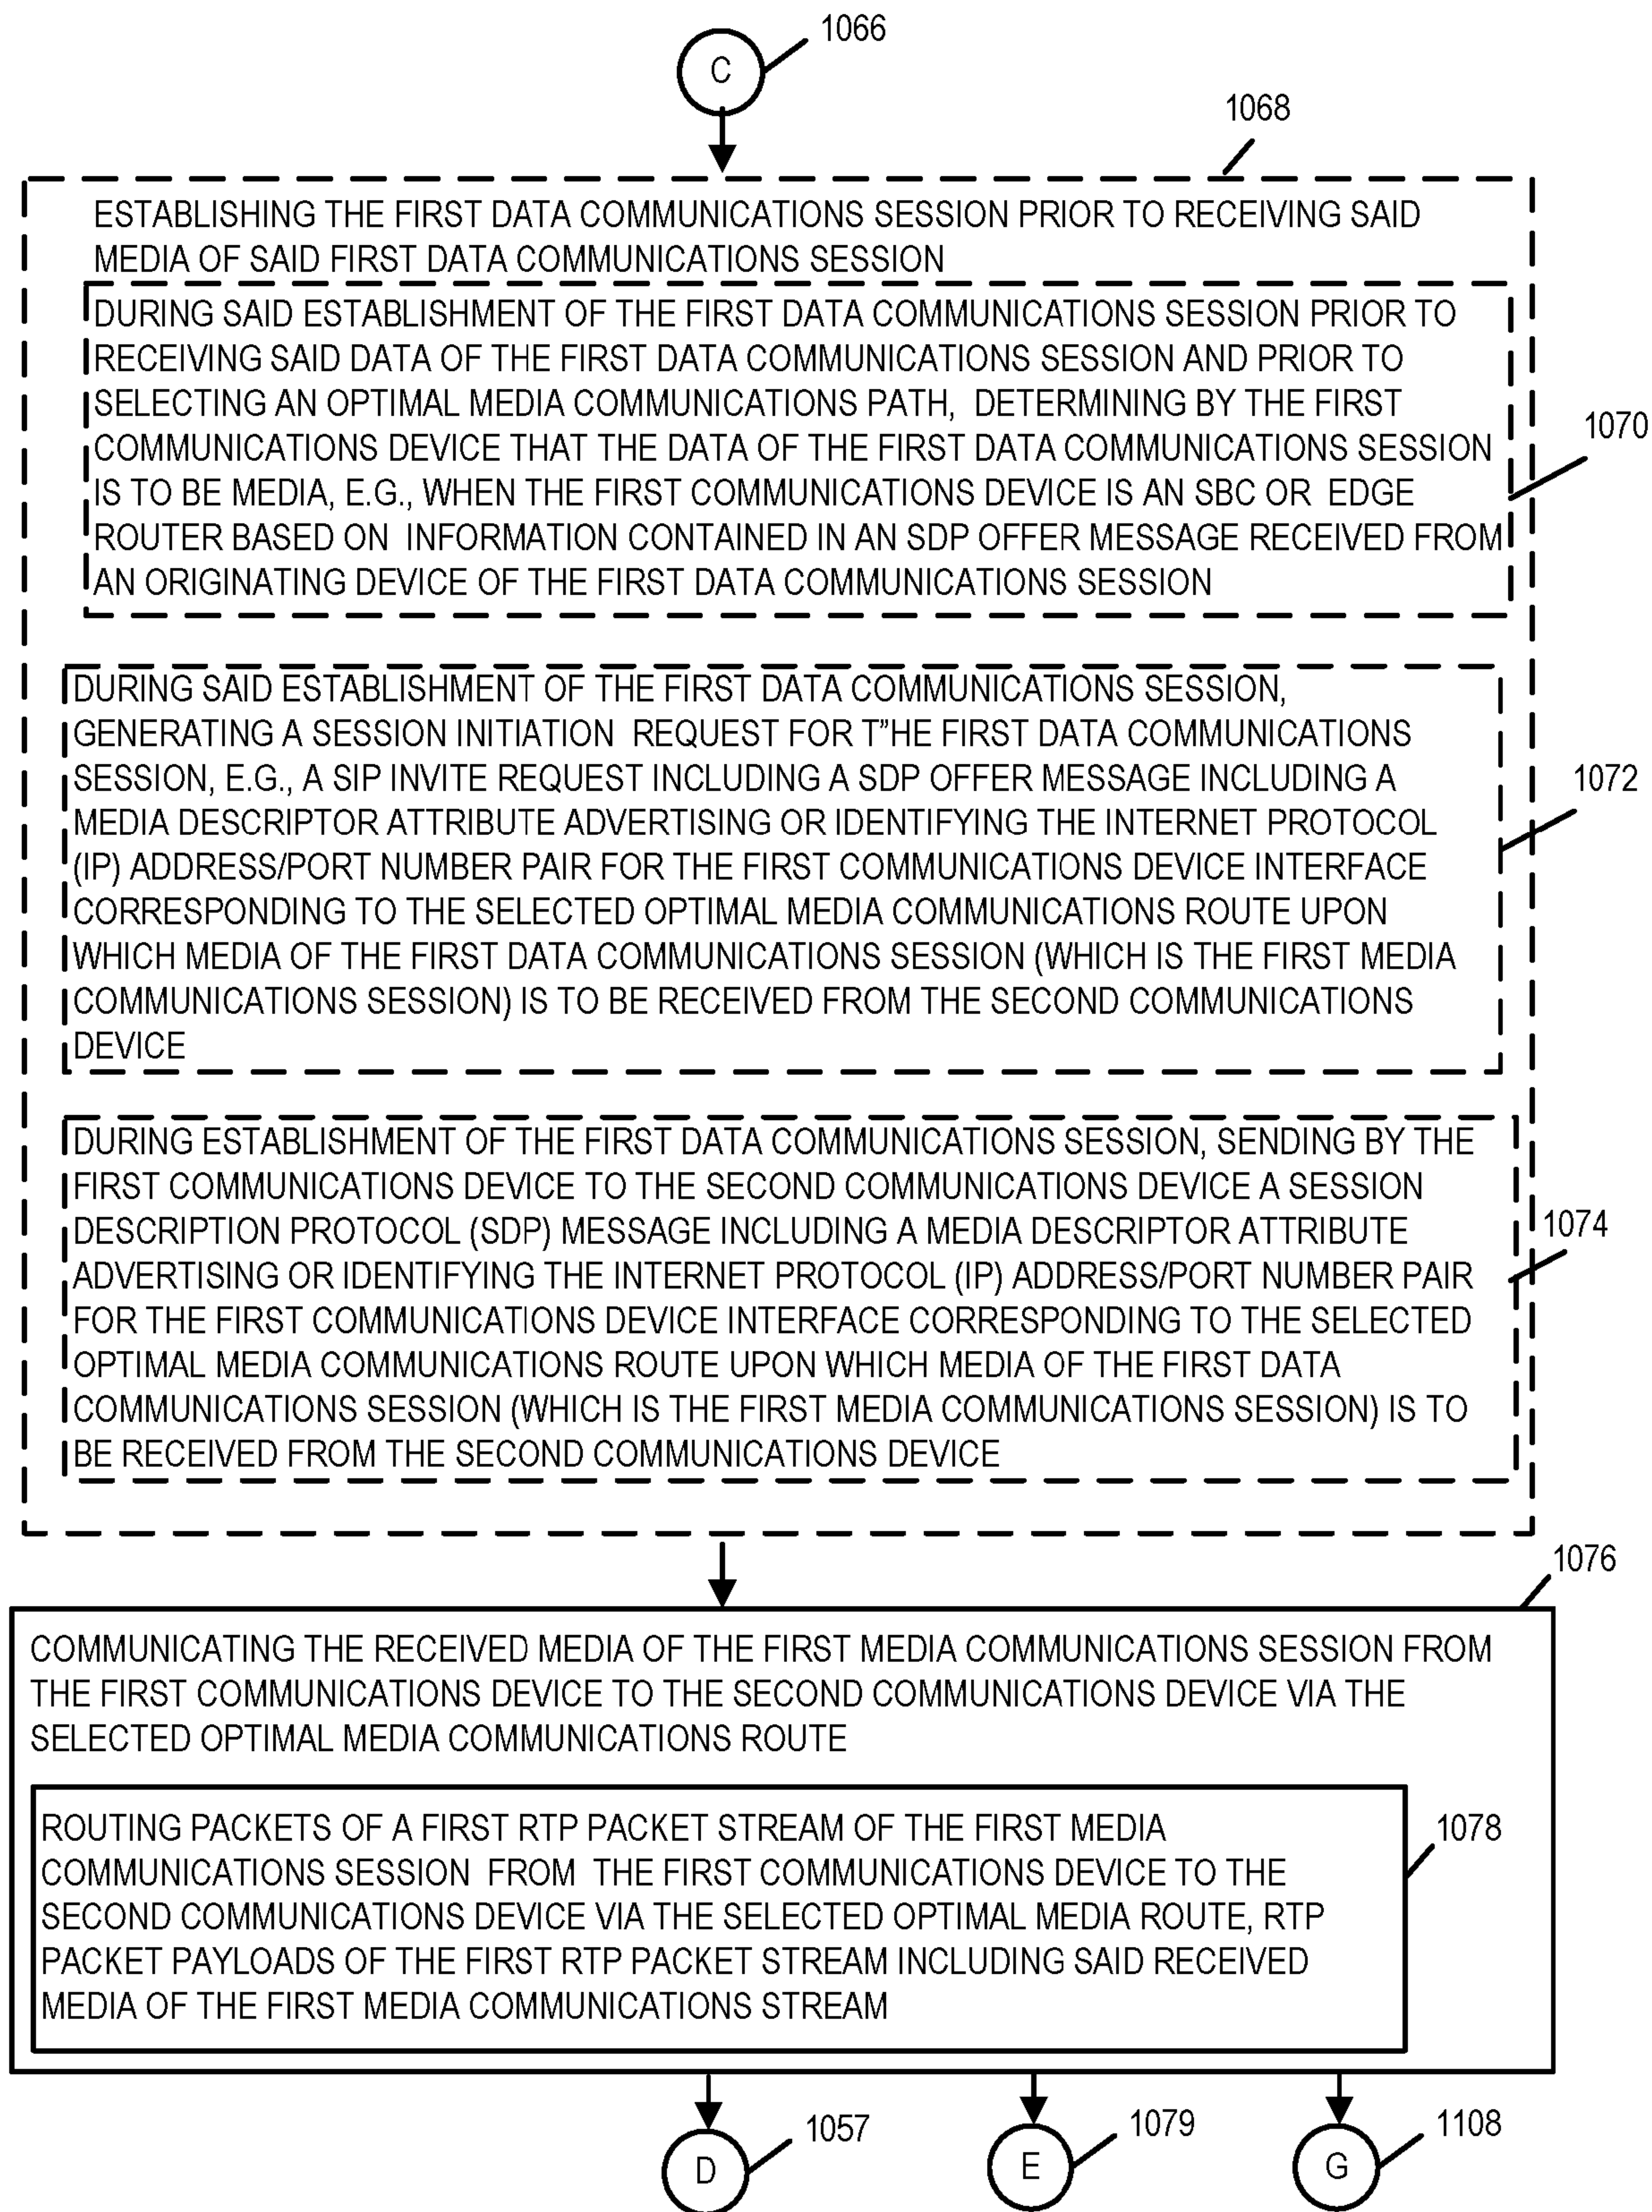 1066
C
1068
ESTABLISHING THE FIRST DATA COMMUNICATIONS SESSION PRIOR TO RECEIVING SAID
MEDIA OF SAID FIRST DATA COMMUNICATIONS SESSION
DURING SAID ESTABLISHMENT OF THE FIRST DATA COMMUNICATIONS SESSION PRIOR TO
RECEIVING SAID DATA OF THE FIRST DATA COMMUNICATIONS SESSION AND PRIOR TO
SELECTING AN OPTIMAL MEDIA COMMUNICATIONS PATH, DETERMINING BY THE FIRST
COMMUNICATIONS DEVICE THAT THE DATA OF THE FIRST DATA COMMUNICATIONS SESSION
IS TO BE MEDIA, E.G., WHEN THE FIRST COMMUNICATIONS DEVICE IS AN SBC OR EDGE
ROUTER BASED ON INFORMATION CONTAINED IN AN SDP OFFER MESSAGE RECEIVED FROM
AN ORIGINATING DEVICE OF THE FIRST DATA COMMUNICATIONS SESSION
1070
DURING SAID ESTABLISHMENT OF THE FIRST DATA COMMUNICATIONS SESSION,
GENERATING A SESSION INITIATION REQUEST FOR T”HE FIRST DATA COMMUNICATIONS
SESSION, E.G., A SIP INVITE REQUEST INCLUDING A SDP OFFER MESSAGE INCLUDING A
MEDIA DESCRIPTOR ATTRIBUTE ADVERTISING OR IDENTIFYING THE INTERNET PROTOCOL
(IP) ADDRESS/PORT NUMBER PAIR FOR THE FIRST COMMUNICATIONS DEVICE INTERFACE
CORRESPONDING TO THE SELECTED OPTIMAL MEDIA COMMUNICATIONS ROUTE UPON
WHICH MEDIA OF THE FIRST DATA COMMUNICATIONS SESSION (WHICH IS THE FIRST MEDIA
COMMUNICATIONS SESSION) IS TO BE RECEIVED FROM THE SECOND COMMUNICATIONS
DEVICE
1072
DURING ESTABLISHMENT OF THE FIRST DATA COMMUNICATIONS SESSION, SENDING BY THE
FIRST COMMUNICATIONS DEVICE TO THE SECOND COMMUNICATIONS DEVICE A SESSION
DESCRIPTION PROTOCOL (SDP) MESSAGE INCLUDING A MEDIA DESCRIPTOR ATTRIBUTE
ADVERTISING OR IDENTIFYING THE INTERNET PROTOCOL (IP) ADDRESS/PORT NUMBER PAIR
FOR THE FIRST COMMUNICATIONS DEVICE INTERFACE CORRESPONDING TO THE SELECTED
OPTIMAL MEDIA COMMUNICATIONS ROUTE UPON WHICH MEDIA OF THE FIRST DATA
COMMUNICATIONS SESSION (WHICH IS THE FIRST MEDIA COMMUNICATIONS SESSION) IS TO
BE RECEIVED FROM THE SECOND COMMUNICATIONS DEVICE
1074
1076
COMMUNICATING THE RECEIVED MEDIA OF THE FIRST MEDIA COMMUNICATIONS SESSION FROM
THE FIRST COMMUNICATIONS DEVICE TO THE SECOND COMMUNICATIONS DEVICE VIA THE
SELECTED OPTIMAL MEDIA COMMUNICATIONS ROUTE
ROUTING PACKETS OF A FIRST RTP PACKET STREAM OF THE FIRST MEDIA
COMMUNICATIONS SESSION FROM THE FIRST COMMUNICATIONS DEVICE TO THE
SECOND COMMUNICATIONS DEVICE VIA THE SELECTED OPTIMAL MEDIA ROUTE, RTP
PACKET PAYLOADS OF THE FIRST RTP PACKET STREAM INCLUDING SAID RECEIVED
MEDIA OF THE FIRST MEDIA COMMUNICATIONS STREAM
1078
D
1057
E
1079
G
1108